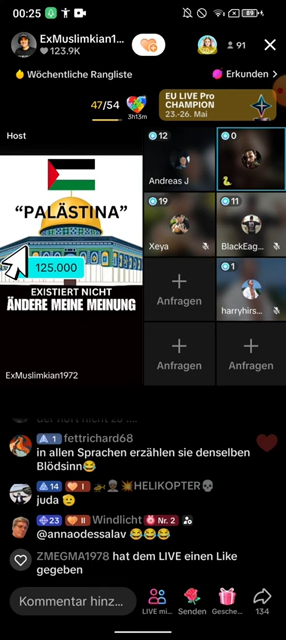 00:25
89
ExMuslimkian1...
123.9K
91
Wöchentliche Rangliste
Erkunden >
47/54
3h13m
EU LIVE Pro
CHAMPION
23.-26. Mai
Host
12
0
"PALÄSTINA"
125.000
EXISTIERT NICHT
ÄNDERE MEINE MEINUNG
ExMuslimkian1972
Andreas J
19
11
Xeya
BlackEag...
1
Anfragen
harryhirs...
Anfragen
Anfragen
1 fettrichard68
in allen Sprachen erzählen sie denselben
Blödsinn😂
14 I HELIKOPTER
juda 🫡
23 II Windlicht Nr. 2
@annaodessalav 😂😂😂
ZMEGMA1978 hat dem LIVE einen Like
gegeben
Kommentar hinz...
LIVE mi...
Senden
Gesche...
134